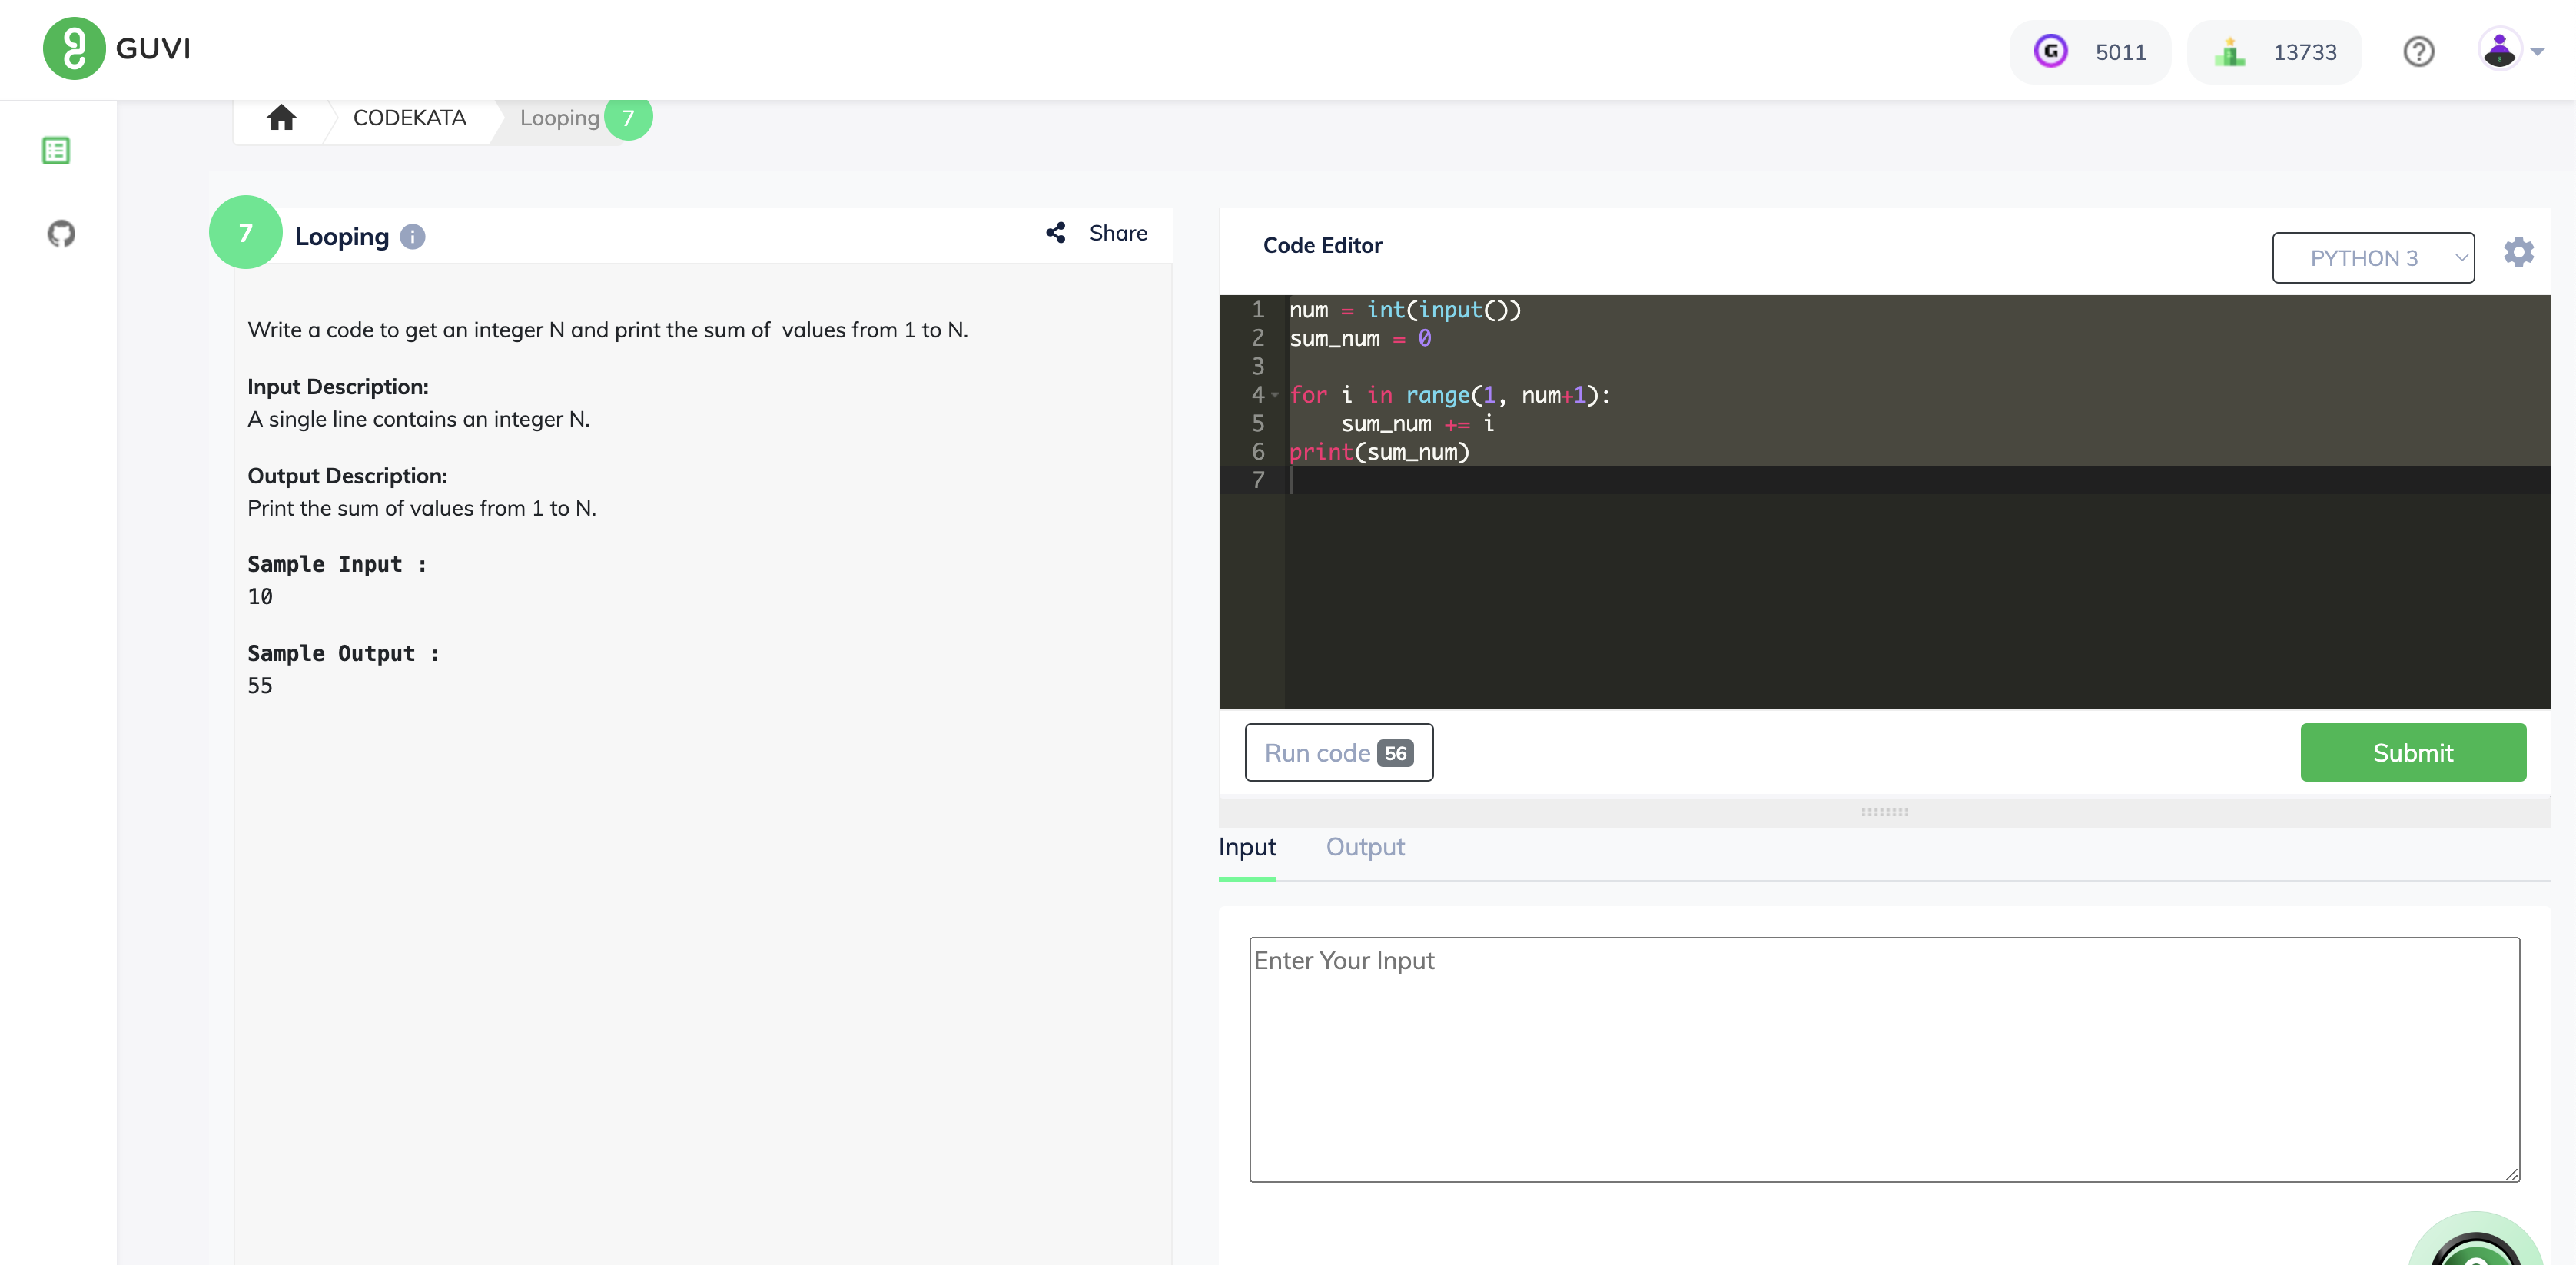 GUVI
5011
13733
CODEKATA
Looping 7
7
Looping
Share
Write a code to get an integer N and print the sum of  values from 1 to N.
Input Description:
A single line contains an integer N.
Output Description:
Print the sum of values from 1 to N.
Sample Input :
10
Sample Output :
55
Code Editor
PYTHON 3
1 num = int(input())
2 sum_num = 0
3
4 for i in range(1, num+1):
5     sum_num += i
6 print(sum_num)
7
Run code 56
Submit
Input Output
Enter Your Input